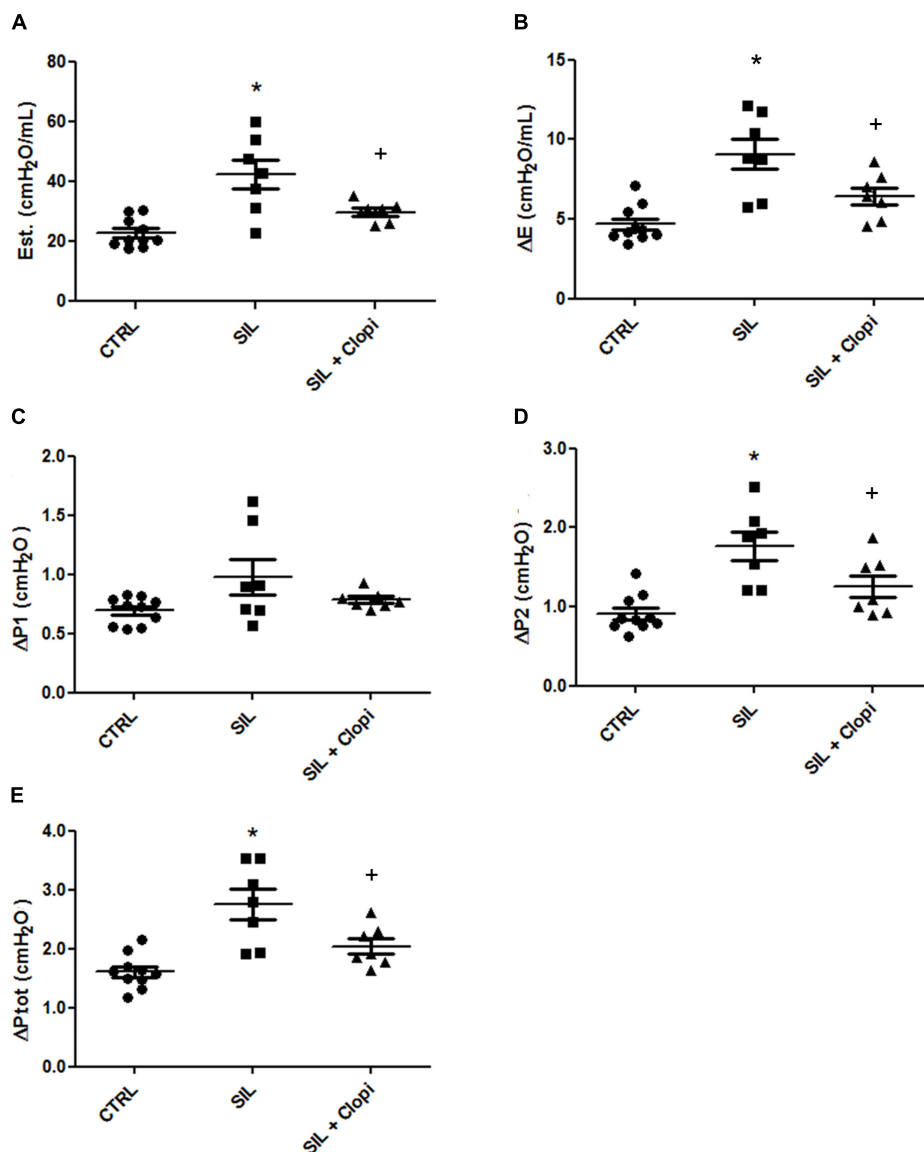 A
Est. (cmH₂O/mL)
80
60
40
20
0
*
+
CTRL
SIL
SIL + Clopi
B
ΔE (cmH₂O/mL)
15
10
5
0
*
+
CTRL
SIL
SIL + Clopi
C
ΔP1 (cmH₂O)
2.0
1.5
1.0
0.5
0.0
CTRL
SIL
SIL + Clopi
D
ΔP2 (cmH₂O)
3.0
2.0
1.0
0.0
*
+
CTRL
SIL
SIL + Clopi
E
ΔPtot (cmH₂O)
4.0
3.0
2.0
1.0
0.0
*
+
CTRL
SIL
SIL + Clopi